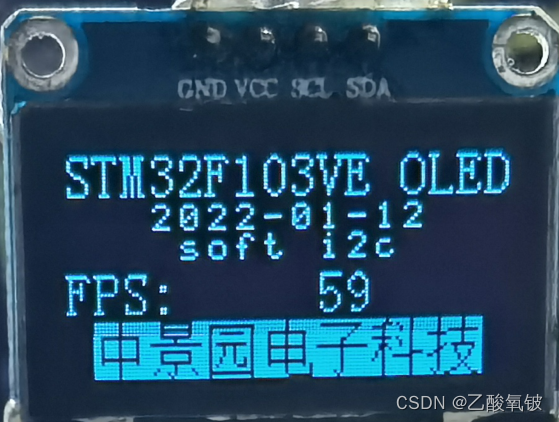 GND VCC SCL SDA
STM32F103VE OLED
2022-01-12
soft i2c
FPS: 59
中景园电子科技
CSDN @乙酸氧铍